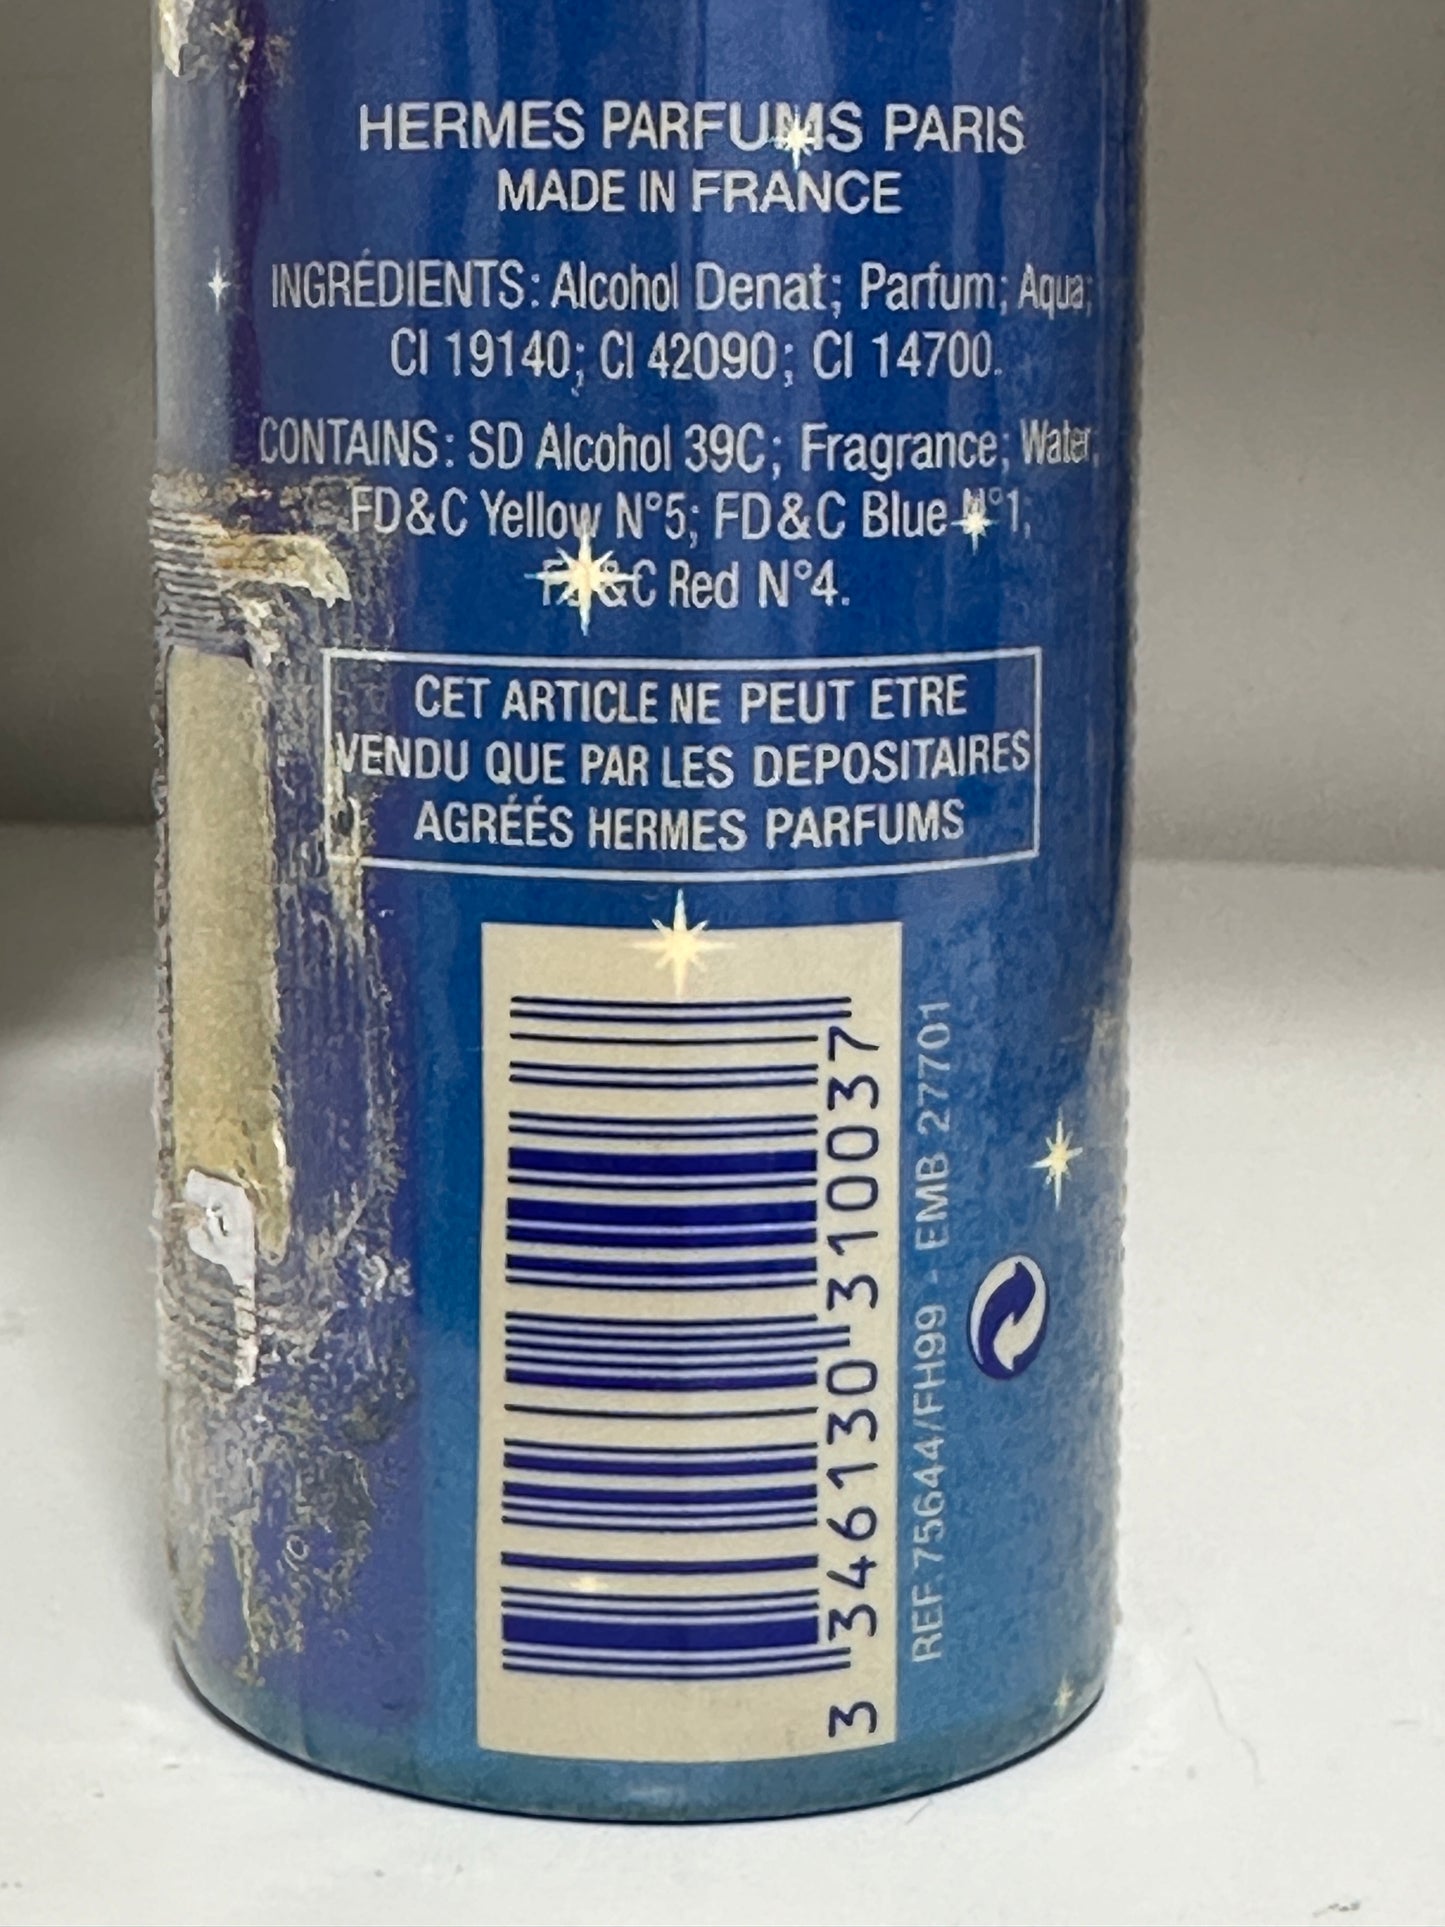 HERMES PARFUMS PARIS
MADE IN FRANCE
INGRÉDIENTS: Alcohol Denat; Parfum; Aqua;
CI 19140; CI 42090; CI 14700.
CONTAINS: SD Alcohol 39C; Fragrance; Water;
FD&C Yellow N°5; FD&C Blue N°1;
FD&C Red N°4.
CET ARTICLE NE PEUT ETRE
VENDU QUE PAR LES DEPOSITAIRES
AGRÉÉS HERMES PARFUMS
3 346130 310037
REF.75644/FH99 - EMB 27701